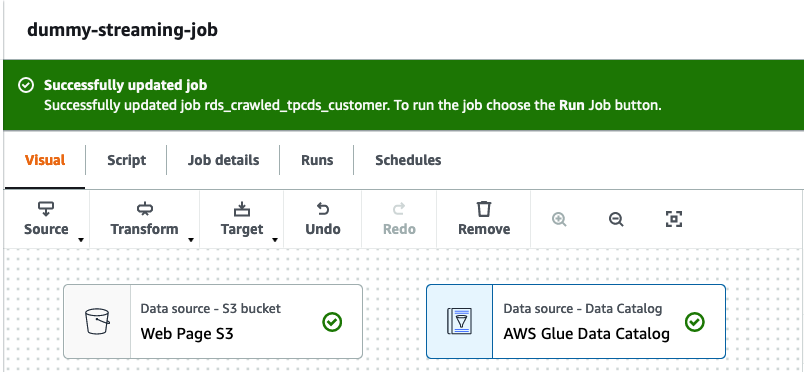 dummy-streaming-job
Successfully updated job
Successfully updated job rds_crawled_tpcds_customer. To run the job choose the Run Job button.
Visual
Script
Job details
Runs
Schedules
Source
Transform
Target
Undo
Redo
Remove
Data source - S3 bucket
Web Page S3
Data source - Data Catalog
AWS Glue Data Catalog